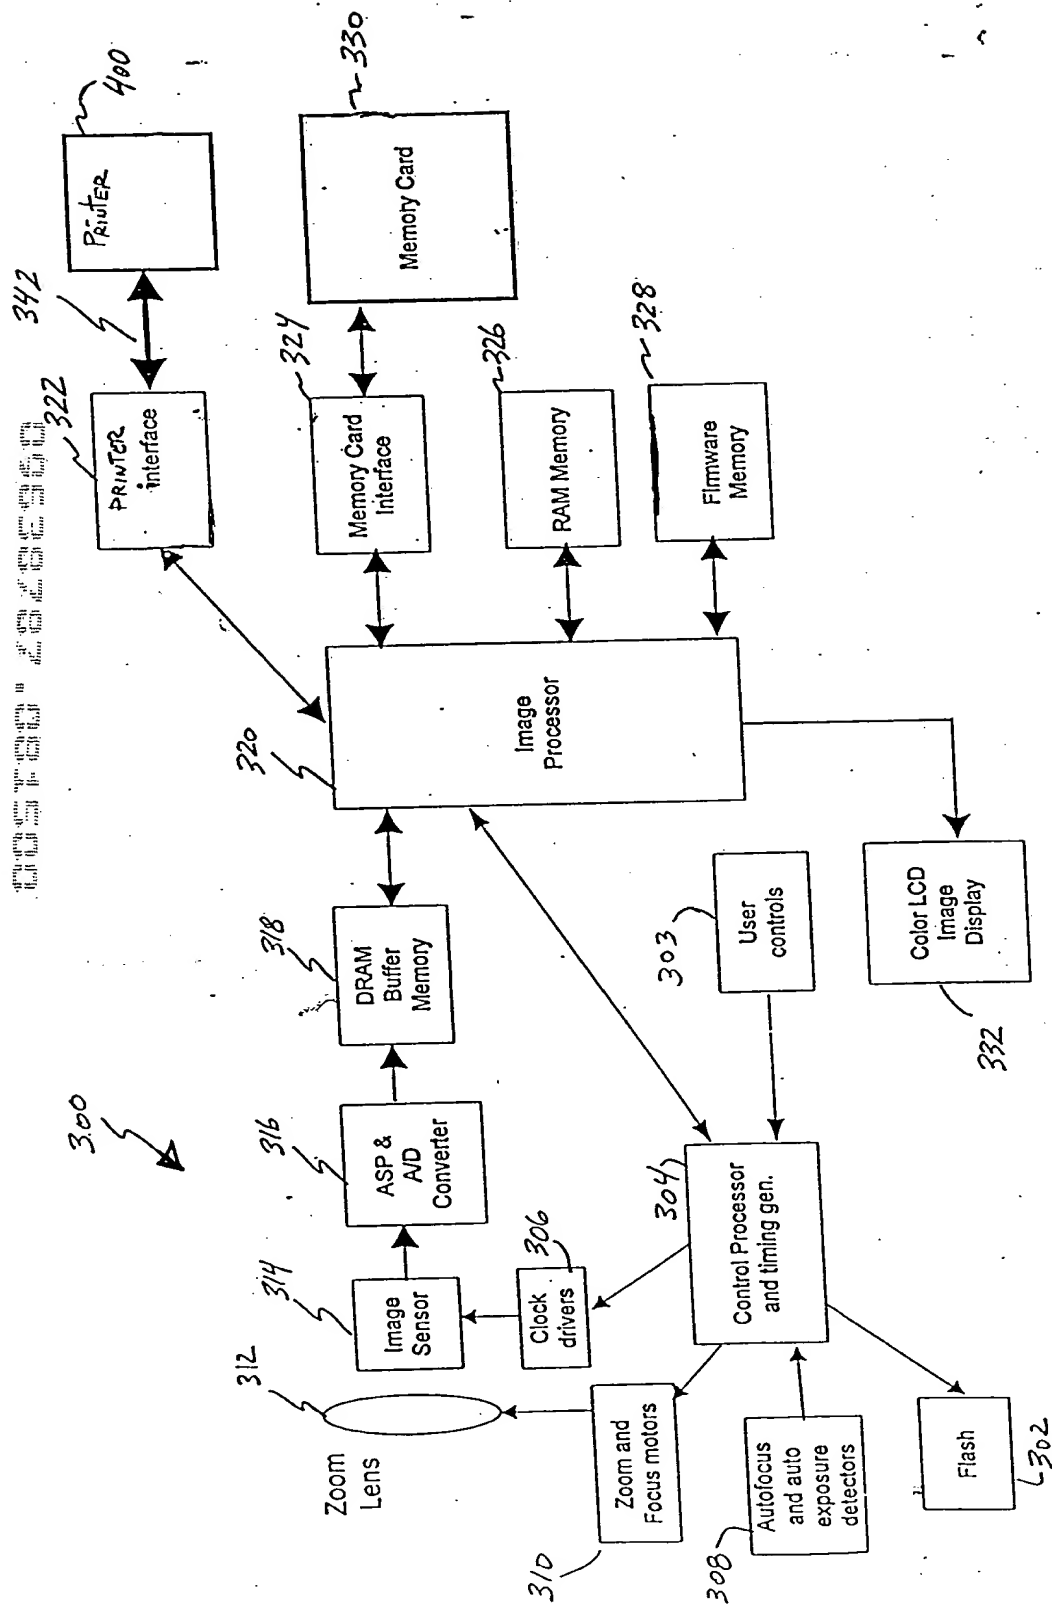 300
Zoom
Lens
312
Image
Sensor
314
ASP &
A/D
Converter
316
DRAM
Buffer
Memory
318
Image
Processor
320
PRINTER
interface
322
342
PRINTER
400
Memory Card
Interface
324
Memory Card
330
RAM Memory
326
Firmware
Memory
328
Clock
drivers
306
Zoom and
Focus motors
310
Control Processor
and timing gen.
304
User
controls
303
Autofocus
and auto
exposure
detectors
308
Flash
302
Color LCD
Image
Display
332